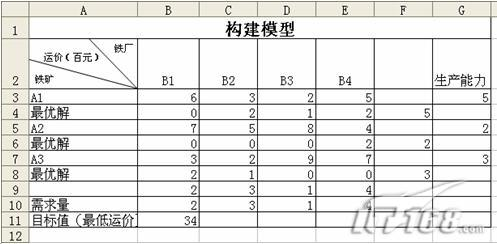 A B C D E F G
1 构建模型
铁厂
运价（百元）
2 铁矿 B1 B2 B3 B4 生产能力
3 A1 6 3 2 5 5
4 最优解 0 2 1 2 5
5 A2 7 5 8 4 2
6 最优解 0 0 0 2 2
7 A3 3 2 9 7 3
8 最优解 2 1 0 0 3
9 2 3 1 4
10 需求量 2 3 1 4
11 目标值（最低运价） 34
12
IT168.com